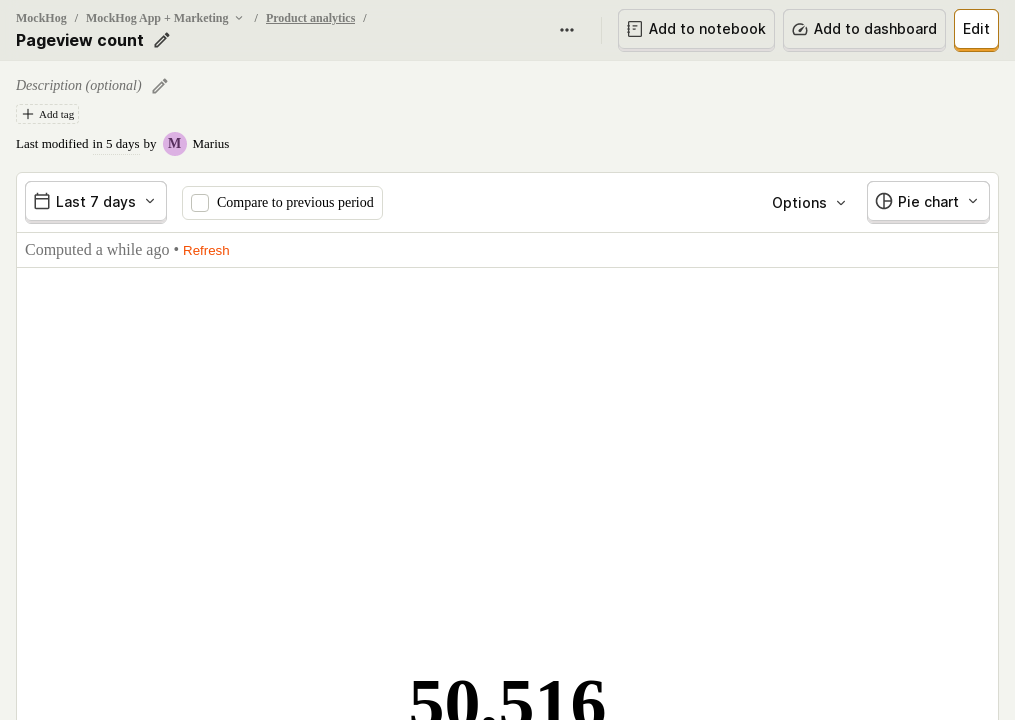 MockHog / MockHog App + Marketing / Product analytics /
Pageview count
Add to notebook
Add to dashboard
Edit
Description (optional)
Add tag
Last modified in 5 days by M Marius
Last 7 days
Compare to previous period
Options
Pie chart
Computed a while ago • Refresh
50,516